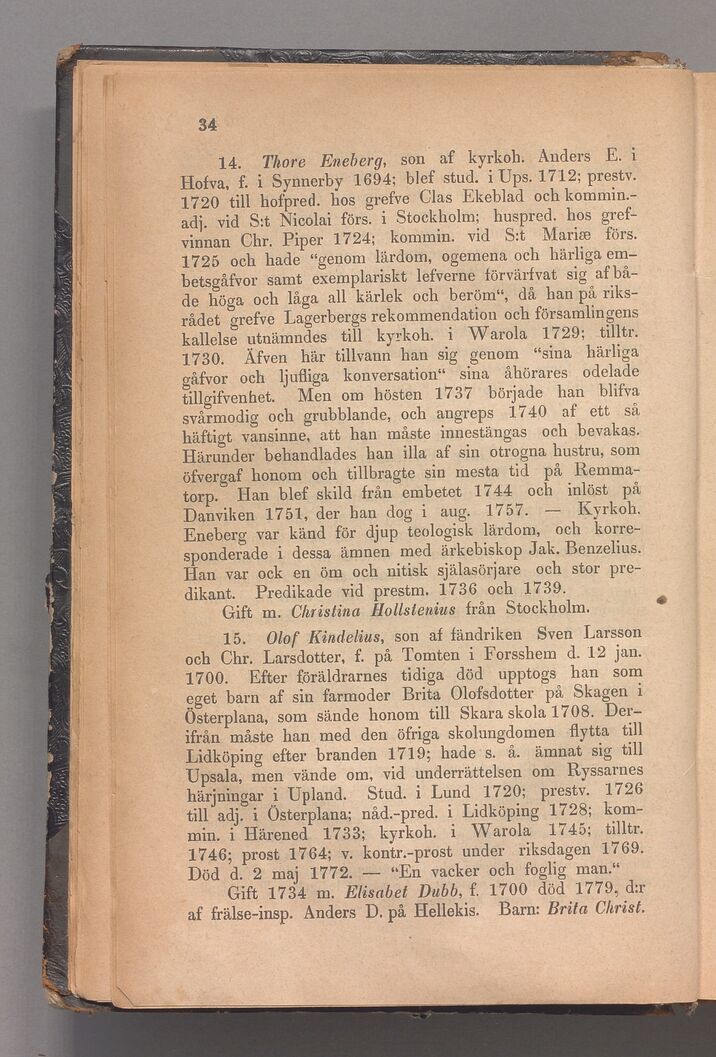 34
14. Thore Eneberg, son af kyrkoh. Anders E. i
Hofva, f. i Synnerby 1694; blef stud. i Ups. 1712; prestv.
1720 till hofpred. hos grefve Clas Ekeblad och kommin.-
adj. vid S:t Nicolai förs. i Stockholm; huspred. hos gref-
vinnan Chr. Piper 1724; kommin. vid S:t Mariæ förs.
1725 och hade “genom lärdom, ogemena och härliga em-
betsgåfvor samt exemplariskt lefverne förvärfvat sig af bå-
de höga och låga all kärlek och beröm“, då han på riks-
rådet grefve Lagerbergs rekommendation och församlingens
kallelse utnämndes till kyrkoh. i Warola 1729; tilltr.
1730. Äfven här tillvann han sig genom “sina härliga
gåfvor och ljufliga konversation“ sina åhörares odelade
tillgifvenhet. Men om hösten 1737 började han blifva
svårmodig och grubblande, och angreps 1740 af ett så
häftigt vansinne, att han måste innestängas och bevakas.
Härunder behandlades han illa af sin otrogna hustru, som
öfvergaf honom och tillbragte sin mesta tid på Remma-
torp. Han blef skild från embetet 1744 och inlöst på
Danviken 1751, der han dog i aug. 1757. — Kyrkoh.
Eneberg var känd för djup teologisk lärdom, och korre-
sponderade i dessa ämnen med ärkebiskop Jak. Benzelius.
Han var ock en öm och nitisk själasörjare och stor pre-
dikant. Predikade vid prestm. 1736 och 1739.
Gift m. Christina Hollstenius från Stockholm.
15. Olof Kindelius, son af fändriken Sven Larsson
och Chr. Larsdotter, f. på Tomten i Forsshem d. 12 jan.
1700. Efter föräldrarnes tidiga död upptogs han som
eget barn af sin farmoder Brita Olofsdotter på Skagen i
Österplana, som sände honom till Skara skola 1708. Der-
ifrån måste han med den öfriga skolungdomen flytta till
Lidköping efter branden 1719; hade s. å. ämnat sig till
Upsala, men vände om, vid underrättelsen om Ryssarnes
härjningar i Upland. Stud. i Lund 1720; prestv. 1726
till adj. i Österplana; nåd.-pred. i Lidköping 1728; kom-
min. i Härened 1733; kyrkoh. i Warola 1745; tilltr.
1746; prost 1764; v. kontr.-prost under riksdagen 1769.
Död d. 2 maj 1772. — “En vacker och foglig man.“
Gift 1734 m. Elisabet Dubb, f. 1700 död 1779, d:r
af frälse-insp. Anders D. på Hellekis. Barn: Brita Christ.